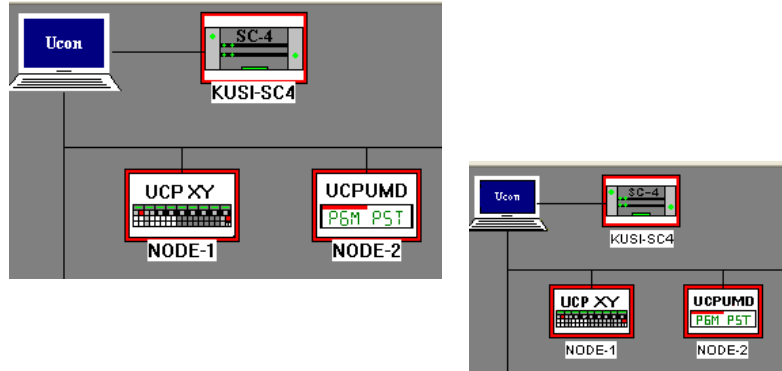 Ucon
SC-4
KUSI-SC4
UCP XY
UCPUMD
PGM PST
NODE-1
NODE-2
Ucon
SC-4
KUSI-SC4
UCP XY
UCPUMD
PGM PST
NODE-1
NODE-2